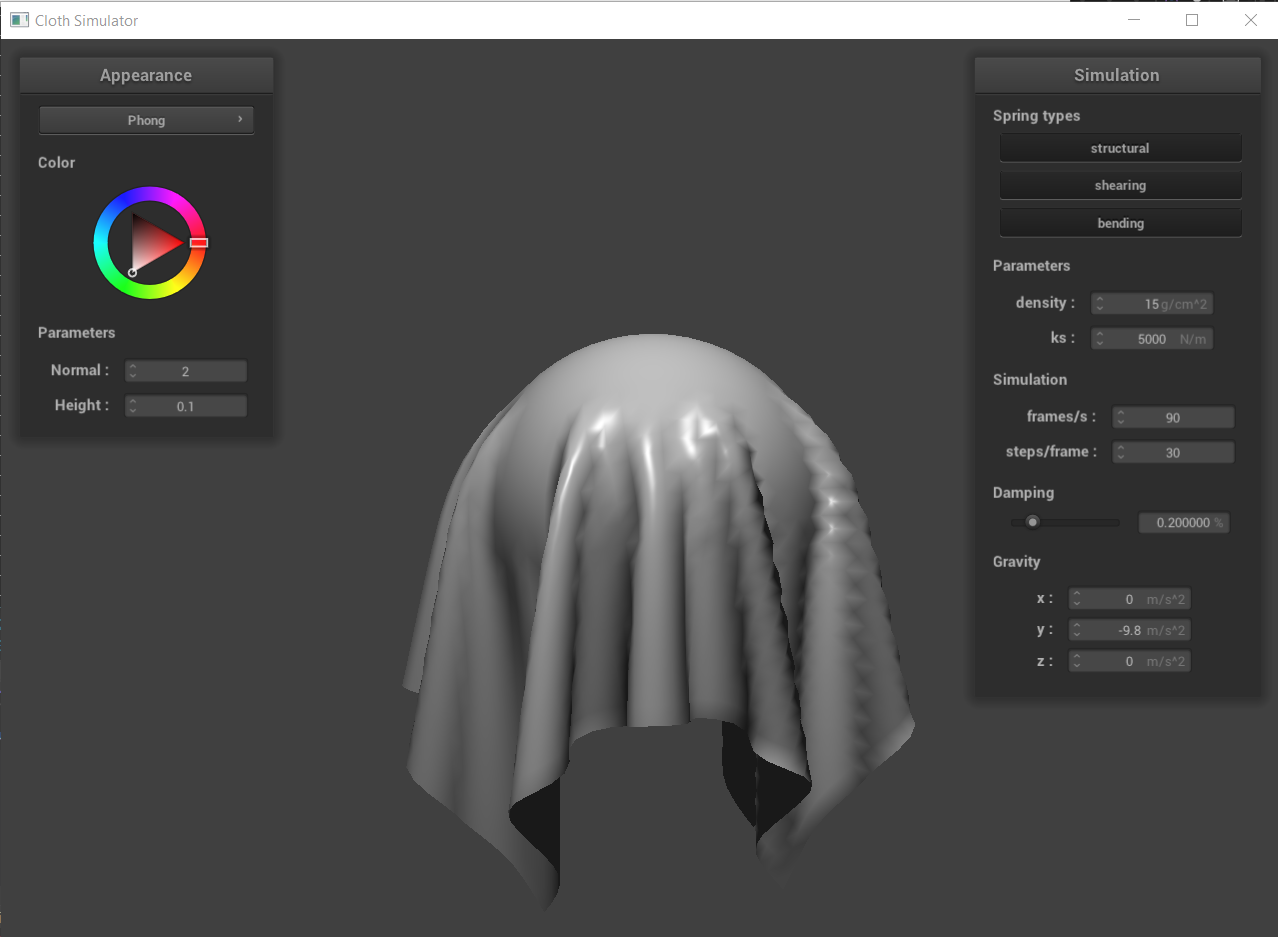 Cloth Simulator
Appearance
Phong
Color
Parameters
Normal : 2
Height : 0.1
Simulation
Spring types
structural
shearing
bending
Parameters
density : 15 g/cm^2
ks : 5000 N/m
Simulation
frames/s : 90
steps/frame : 30
Damping
0.200000 %
Gravity
x : 0 m/s^2
y : -9.8 m/s^2
z : 0 m/s^2